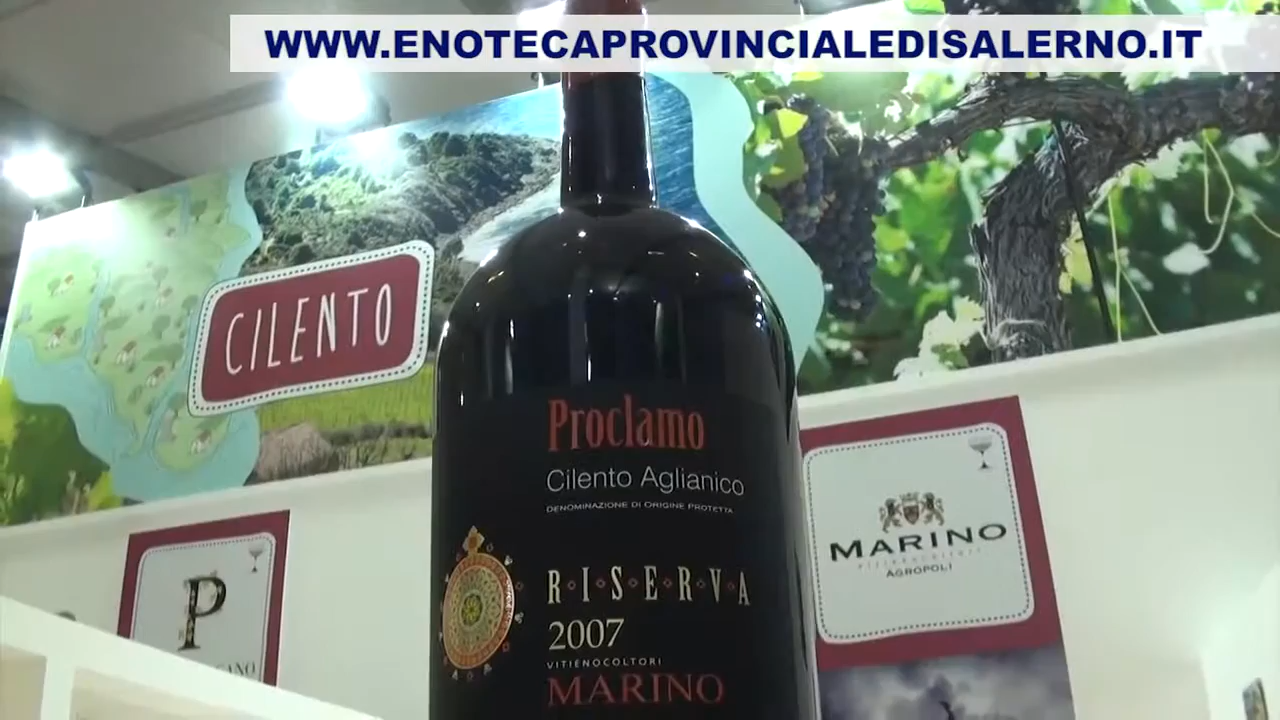 WWW.ENOTECAPROVINCIALEDISALERNO.IT
CILENTO
Proclamo
Cilento Aglianico
DENOMINAZIONE DI ORIGINE PROTETTA
RISERVA
2007
VITIENOCOLTORI
MARINO
MARINO
AGROPOLI
P